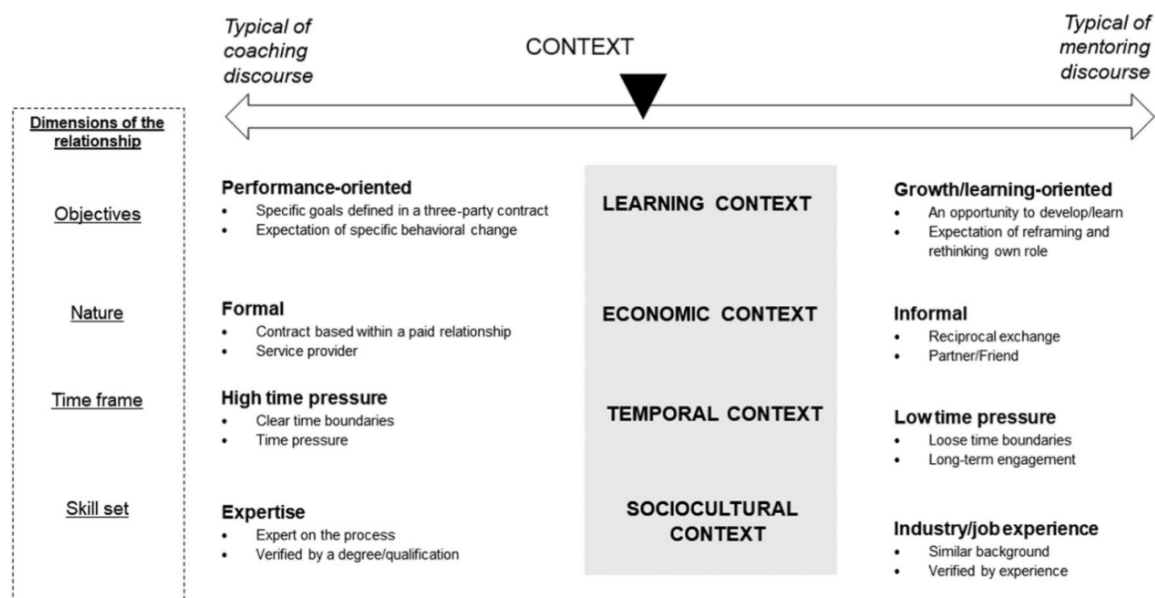 Typical of
coaching
discourse
CONTEXT
Typical of
mentoring
discourse
Dimensions of the
relationship
Objectives
Performance-oriented
• Specific goals defined in a three-party contract
• Expectation of specific behavioral change
LEARNING CONTEXT
Growth/learning-oriented
• An opportunity to develop/learn
• Expectation of reframing and
rethinking own role
Nature
Formal
• Contract based within a paid relationship
• Service provider
ECONOMIC CONTEXT
Informal
• Reciprocal exchange
• Partner/Friend
Time frame
High time pressure
• Clear time boundaries
• Time pressure
TEMPORAL CONTEXT
Low time pressure
• Loose time boundaries
• Long-term engagement
Skill set
Expertise
• Expert on the process
• Verified by a degree/qualification
SOCIOCULTURAL
CONTEXT
Industry/job experience
• Similar background
• Verified by experience